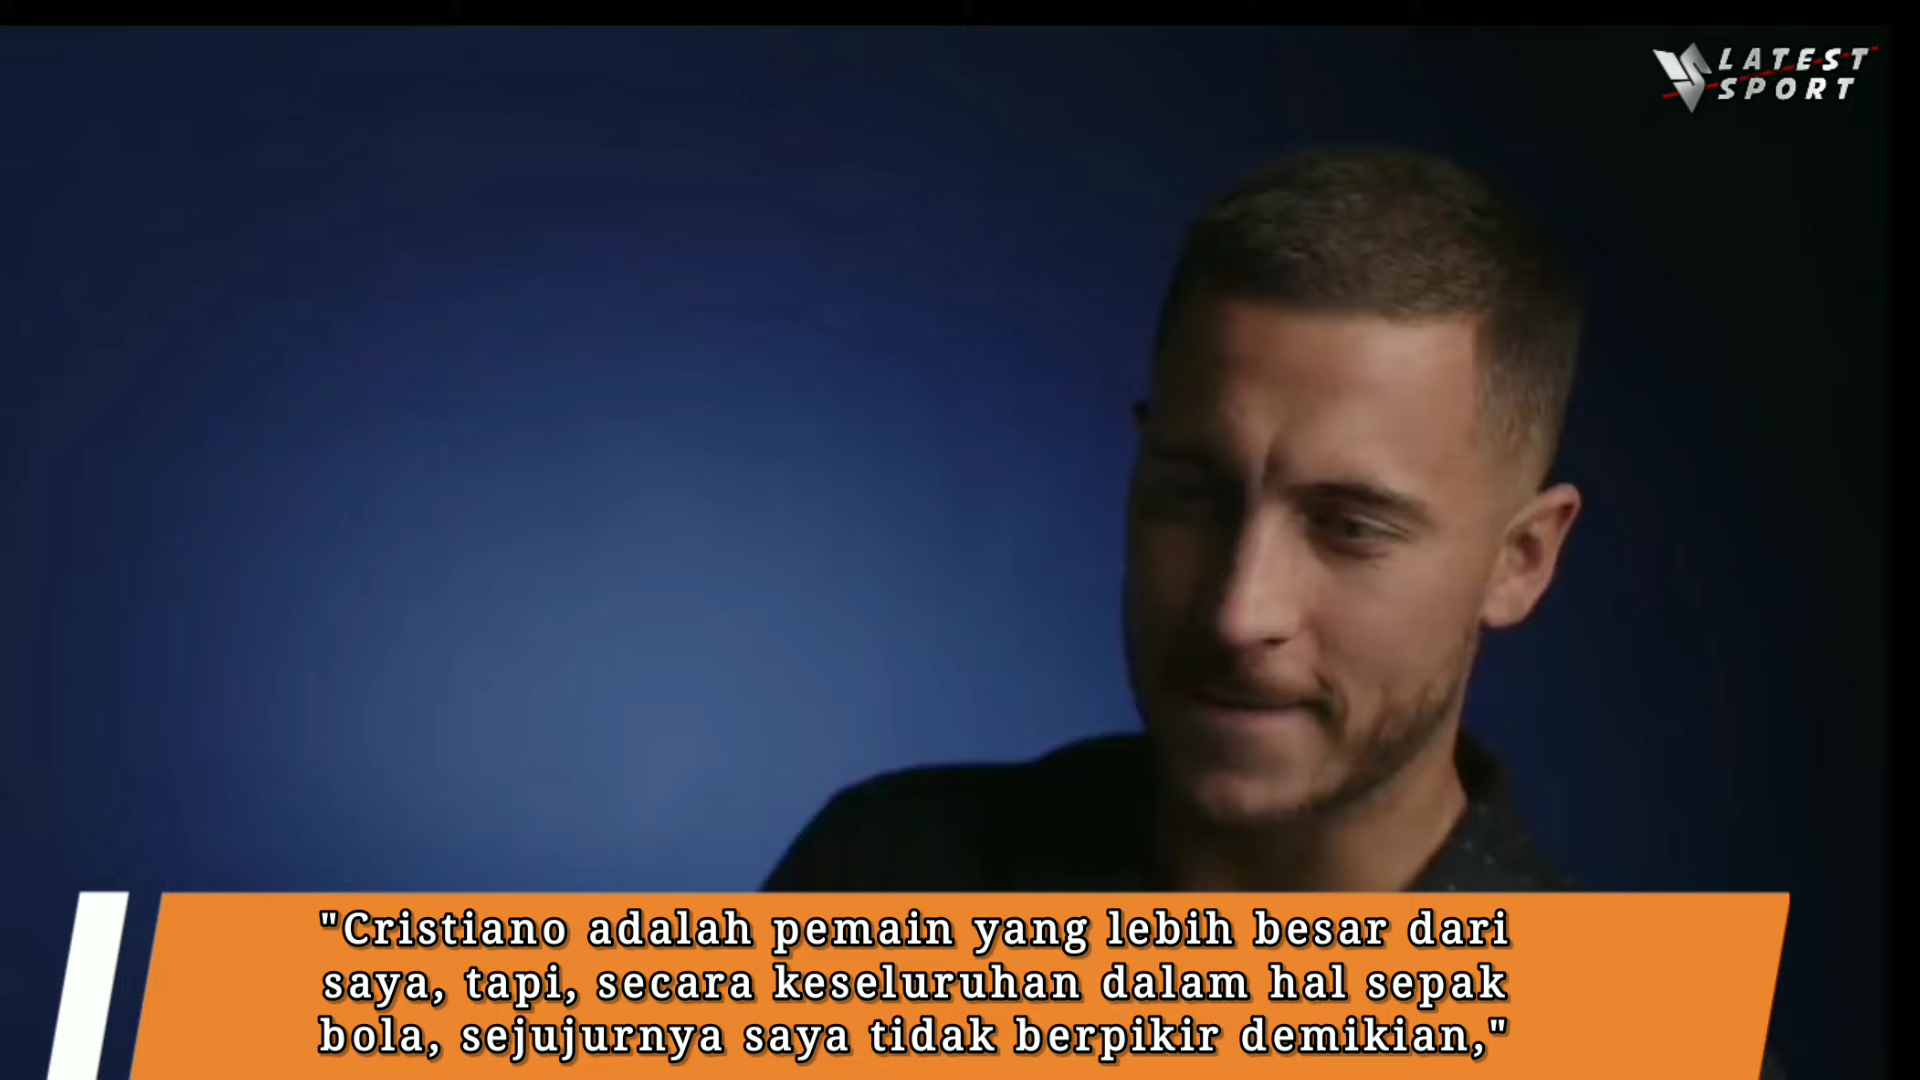 LATEST
SPORT
"Cristiano adalah pemain yang lebih besar dari
saya, tapi, secara keseluruhan dalam hal sepak
bola, sejujurnya saya tidak berpikir demikian,"